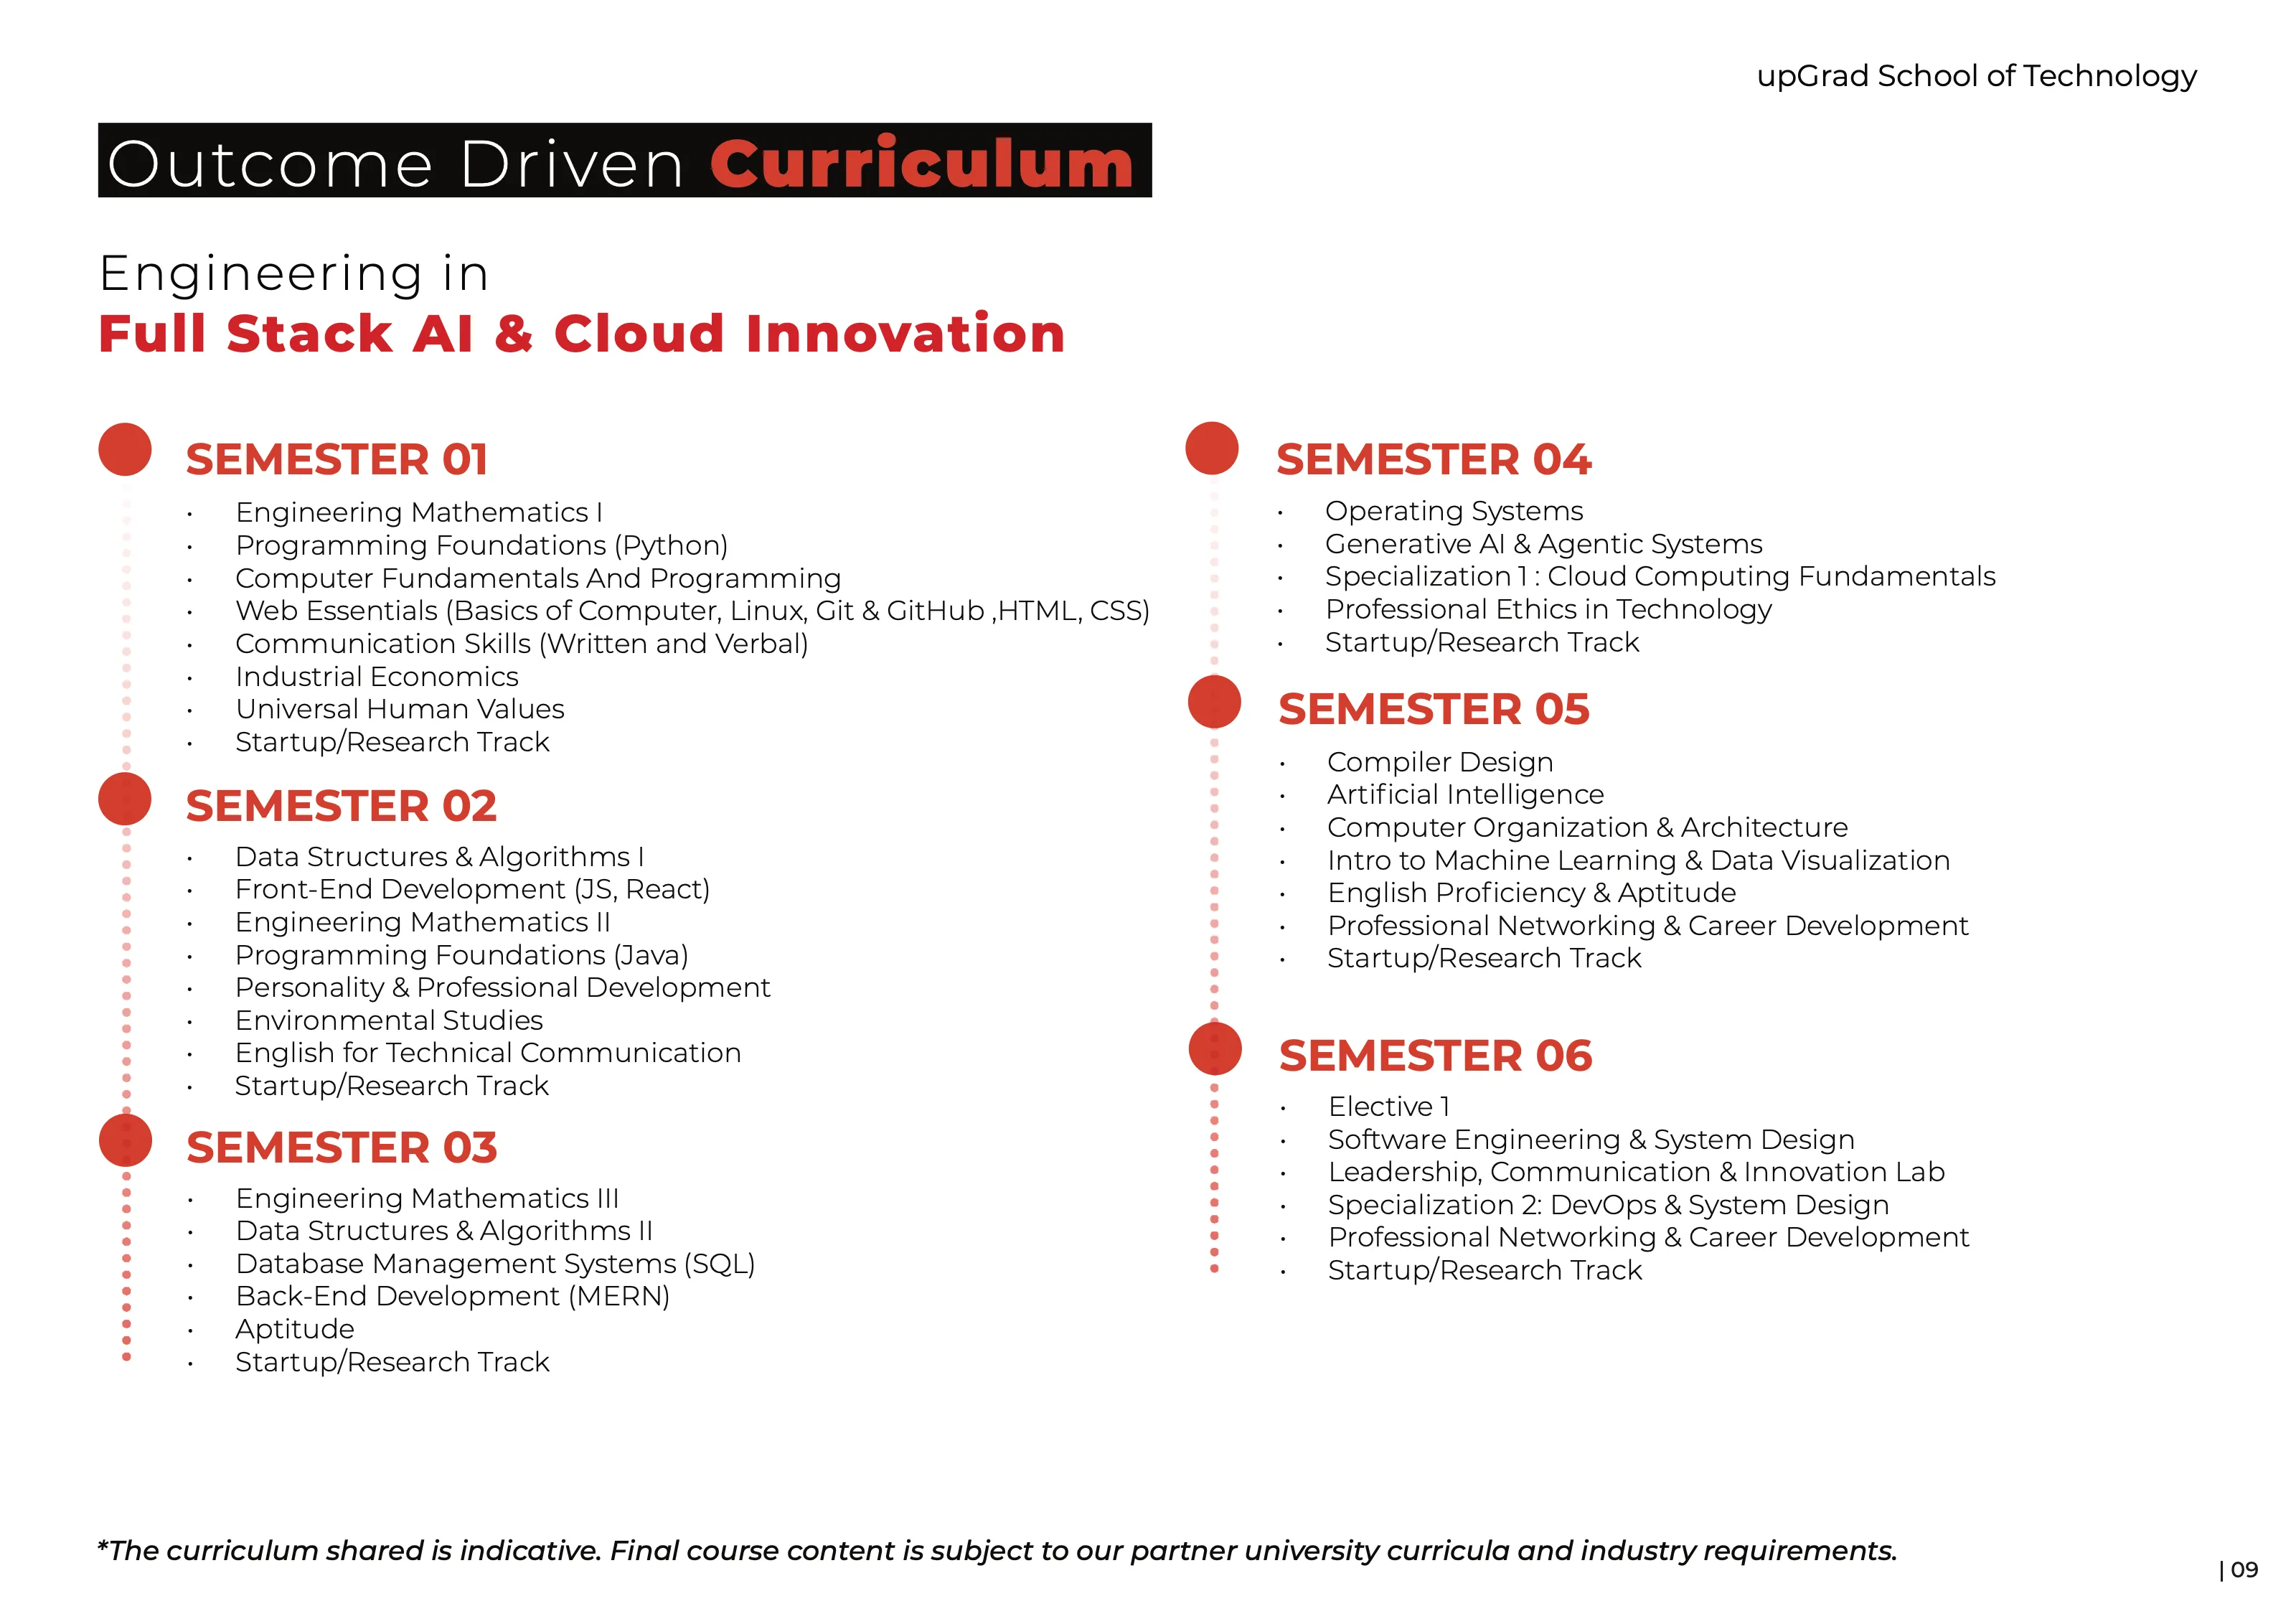 upGrad School of Technology
Outcome Driven Curriculum
Engineering in
Full Stack AI & Cloud Innovation
SEMESTER 01
• Engineering Mathematics I
• Programming Foundations (Python)
• Computer Fundamentals And Programming
• Web Essentials (Basics of Computer, Linux, Git & GitHub ,HTML, CSS)
• Communication Skills (Written and Verbal)
• Industrial Economics
• Universal Human Values
• Startup/Research Track
SEMESTER 02
• Data Structures & Algorithms I
• Front-End Development (JS, React)
• Engineering Mathematics II
• Programming Foundations (Java)
• Personality & Professional Development
• Environmental Studies
• English for Technical Communication
• Startup/Research Track
SEMESTER 03
• Engineering Mathematics III
• Data Structures & Algorithms II
• Database Management Systems (SQL)
• Back-End Development (MERN)
• Aptitude
• Startup/Research Track
SEMESTER 04
• Operating Systems
• Generative AI & Agentic Systems
• Specialization 1 : Cloud Computing Fundamentals
• Professional Ethics in Technology
• Startup/Research Track
SEMESTER 05
• Compiler Design
• Artificial Intelligence
• Computer Organization & Architecture
• Intro to Machine Learning & Data Visualization
• English Proficiency & Aptitude
• Professional Networking & Career Development
• Startup/Research Track
SEMESTER 06
• Elective 1
• Software Engineering & System Design
• Leadership, Communication & Innovation Lab
• Specialization 2: DevOps & System Design
• Professional Networking & Career Development
• Startup/Research Track
*The curriculum shared is indicative. Final course content is subject to our partner university curricula and industry requirements.
| 09